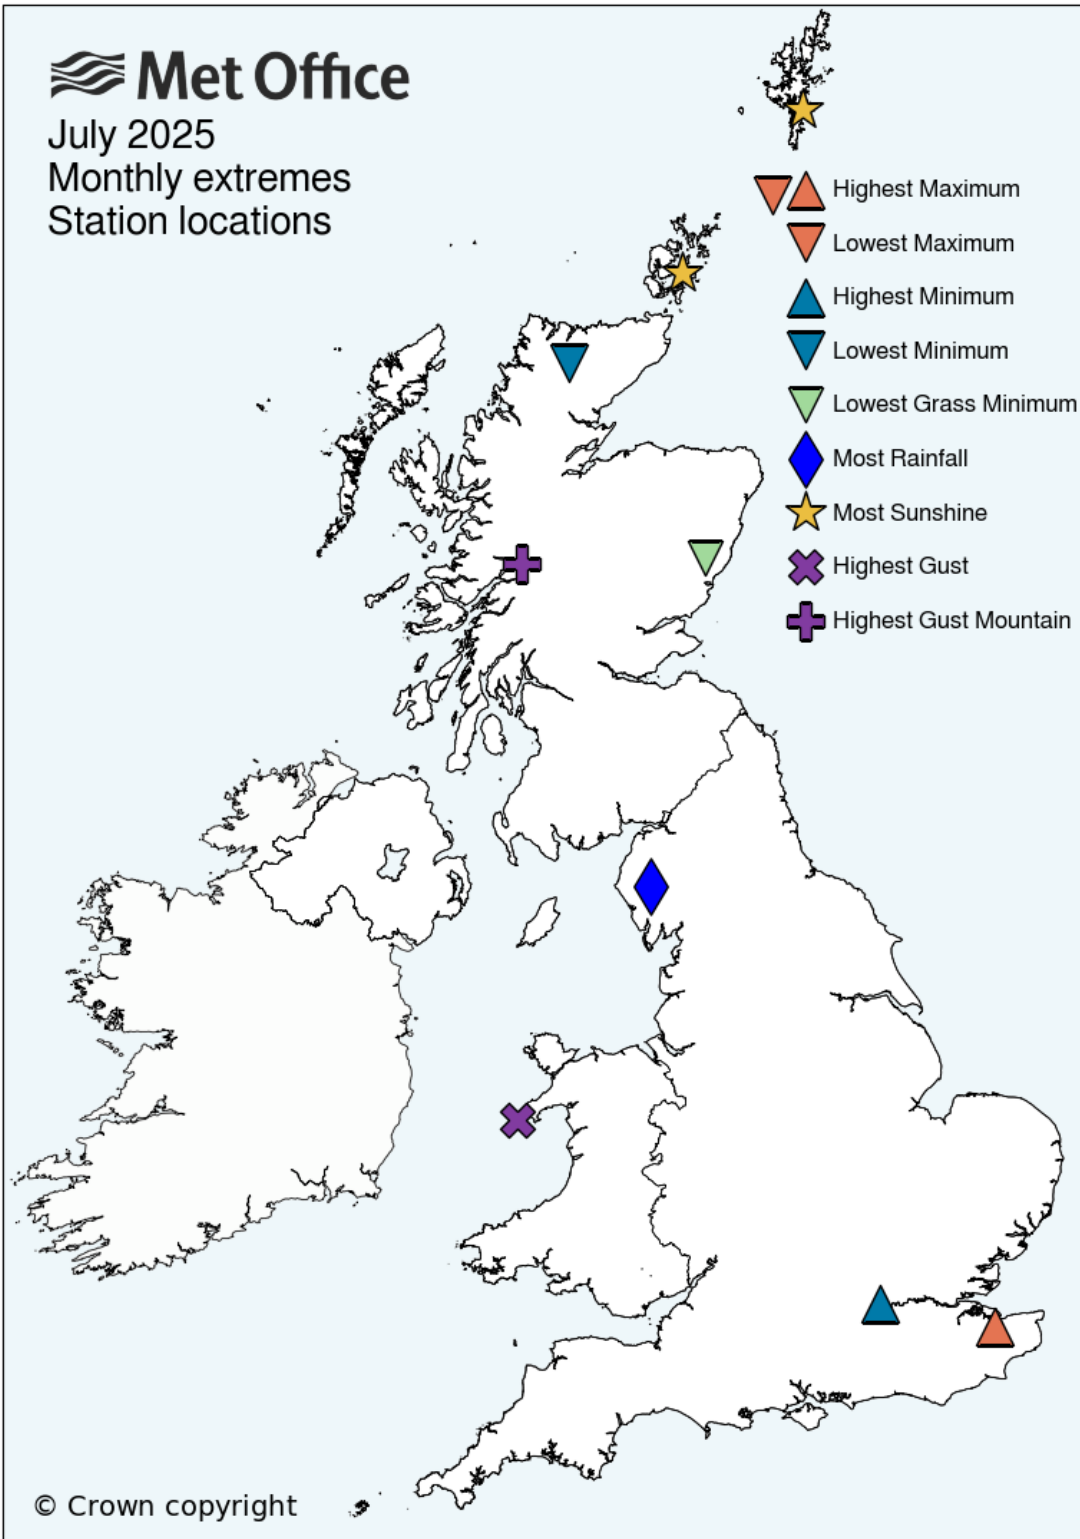 Met Office
July 2025
Monthly extremes
Station locations
Highest Maximum
Lowest Maximum
Highest Minimum
Lowest Minimum
Lowest Grass Minimum
Most Rainfall
Most Sunshine
Highest Gust
Highest Gust Mountain
© Crown copyright